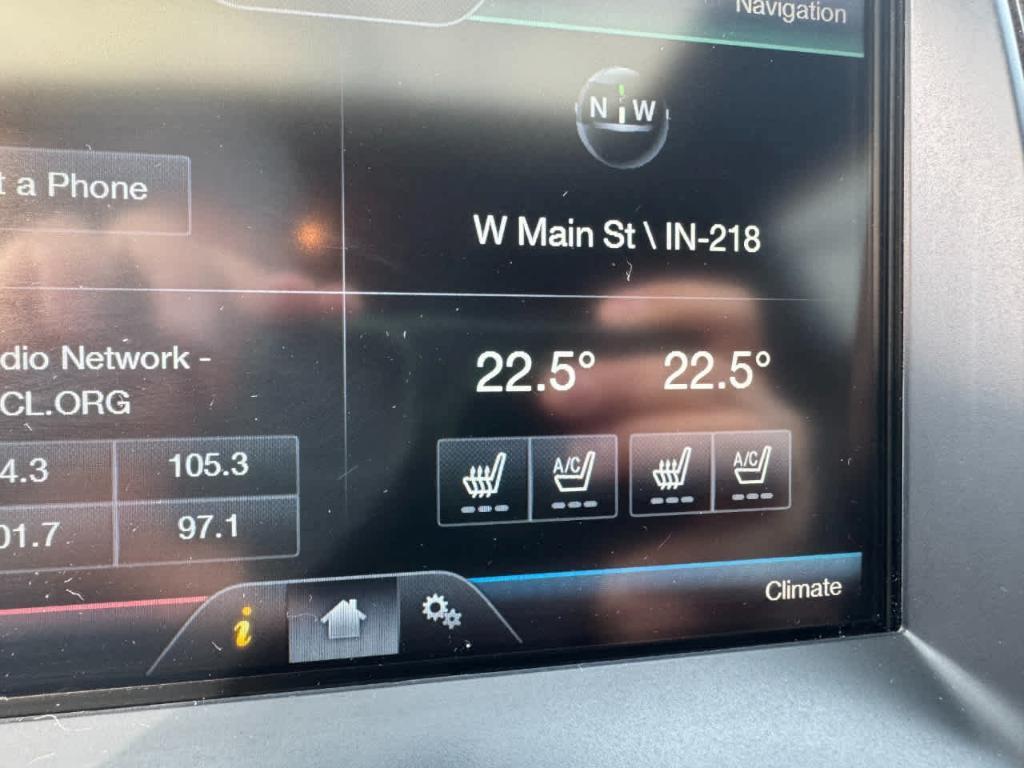 Navigation
N W
t a Phone
W Main St \ IN-218
dio Network -
CL.ORG
22.5° 22.5°
4.3 105.3
01.7 97.1
A/C A/C
i
Climate